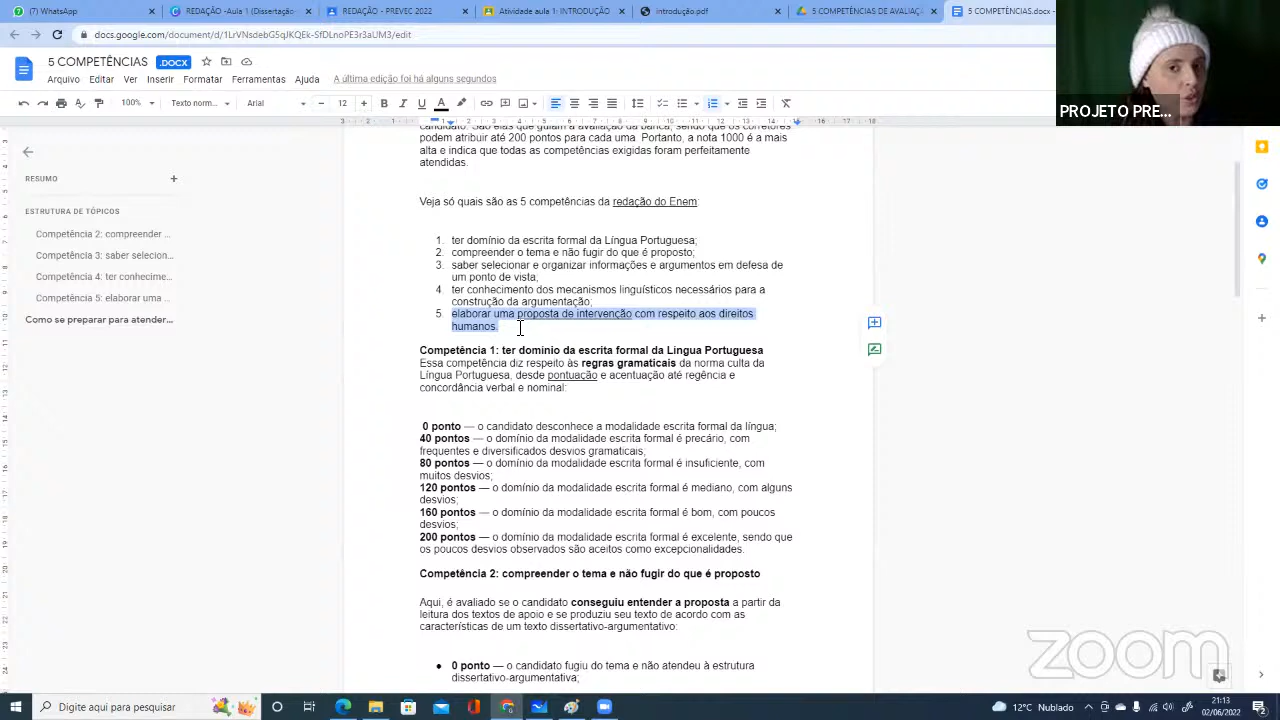 (7) WhatsApp
REDAÇÃO -Aula 1(Dissertação-
REDAÇÃO - PREVEC 2022
Atividade aula 1: INTRODUÇÃO
Introdução.pdf
5 COMPETÊNCIAS DE AVALIAÇ
5 COMPETÊNCIAS.docx -
docs.google.com/document/d/1LrVNsdebG5qJKQEk-SfDLnoPE3r3aUM3/edit
5 COMPETÊNCIAS .DOCX
Arquivo Editar Ver Inserir Formatar Ferramentas Ajuda A última edição foi há alguns segundos
100% Texto norm... Arial 12
PROJETO PRE...
candidato. São elas que guiam a avaliação da banca, sendo que os corretores
podem atribuir até 200 pontos para cada uma. Portanto, a nota 1000 é a mais
alta e indica que todas as competências exigidas foram perfeitamente
atendidas.
RESUMO
ESTRUTURA DE TÓPICOS
Competência 2: compreender ...
Competência 3: saber selecion...
Competência 4: ter conhecime...
Competência 5: elaborar uma ...
Como se preparar para atender...
Veja só quais são as 5 competências da redação do Enem:
1. ter domínio da escrita formal da Língua Portuguesa;
2. compreender o tema e não fugir do que é proposto;
3. saber selecionar e organizar informações e argumentos em defesa de
um ponto de vista;
4. ter conhecimento dos mecanismos linguísticos necessários para a
construção da argumentação;
5. elaborar uma proposta de intervenção com respeito aos direitos
humanos.
Competência 1: ter domínio da escrita formal da Língua Portuguesa
Essa competência diz respeito às regras gramaticais da norma culta da
Língua Portuguesa, desde pontuação e acentuação até regência e
concordância verbal e nominal:
0 ponto — o candidato desconhece a modalidade escrita formal da língua;
40 pontos — o domínio da modalidade escrita formal é precário, com
frequentes e diversificados desvios gramaticais;
80 pontos — o domínio da modalidade escrita formal é insuficiente, com
muitos desvios;
120 pontos — o domínio da modalidade escrita formal é mediano, com alguns
desvios;
160 pontos — o domínio da modalidade escrita formal é bom, com poucos
desvios;
200 pontos — o domínio da modalidade escrita formal é excelente, sendo que
os poucos desvios observados são aceitos como excepcionalidades.
Competência 2: compreender o tema e não fugir do que é proposto
Aqui, é avaliado se o candidato conseguiu entender a proposta a partir da
leitura dos textos de apoio e se produziu seu texto de acordo com as
características de um texto dissertativo-argumentativo:
● 0 ponto — o candidato fugiu do tema e não atendeu à estrutura
dissertativo-argumentativa;
zoom
Digite aqui para pesquisar
12°C Nublado
21:13
02/06/2022